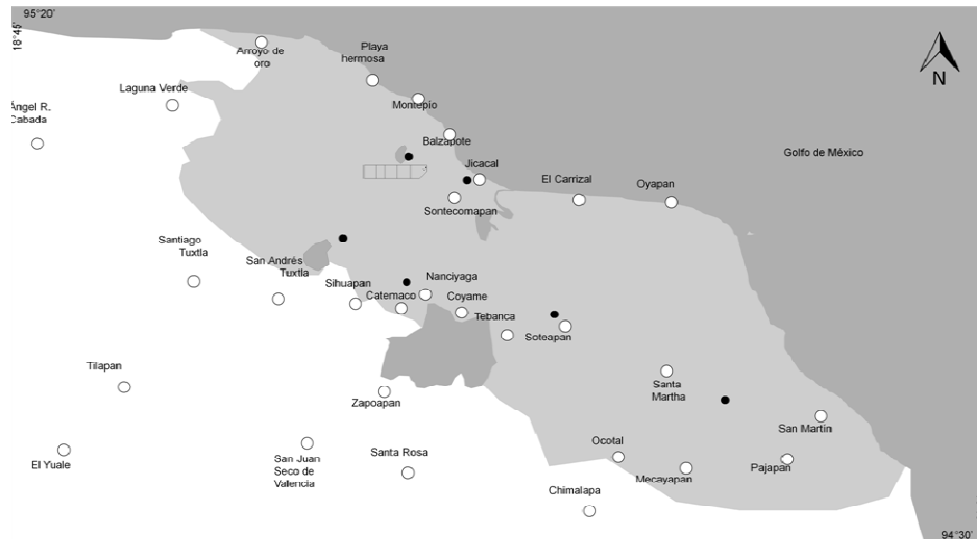 95°20'
18°45'
Arroyo de
oro
Playa
hermosa
N
Laguna Verde
Montepío
Ángel R.
Cabada
Balzapote
Golfo de México
Jicacal
El Carrizal
Oyapan
Sontecomapan
Santiago
Tuxtla
San Andrés
Tuxtla
Sihuapan
Nanciyaga
Catemaco
Coyame
Tebanca
Soteapan
Tilapan
Zapoapan
Santa
Martha
San Martín
Ocotal
El Yuale
San Juan
Seco de
Valencia
Santa Rosa
Mecayapan
Pajapan
Chimalapa
94°30'